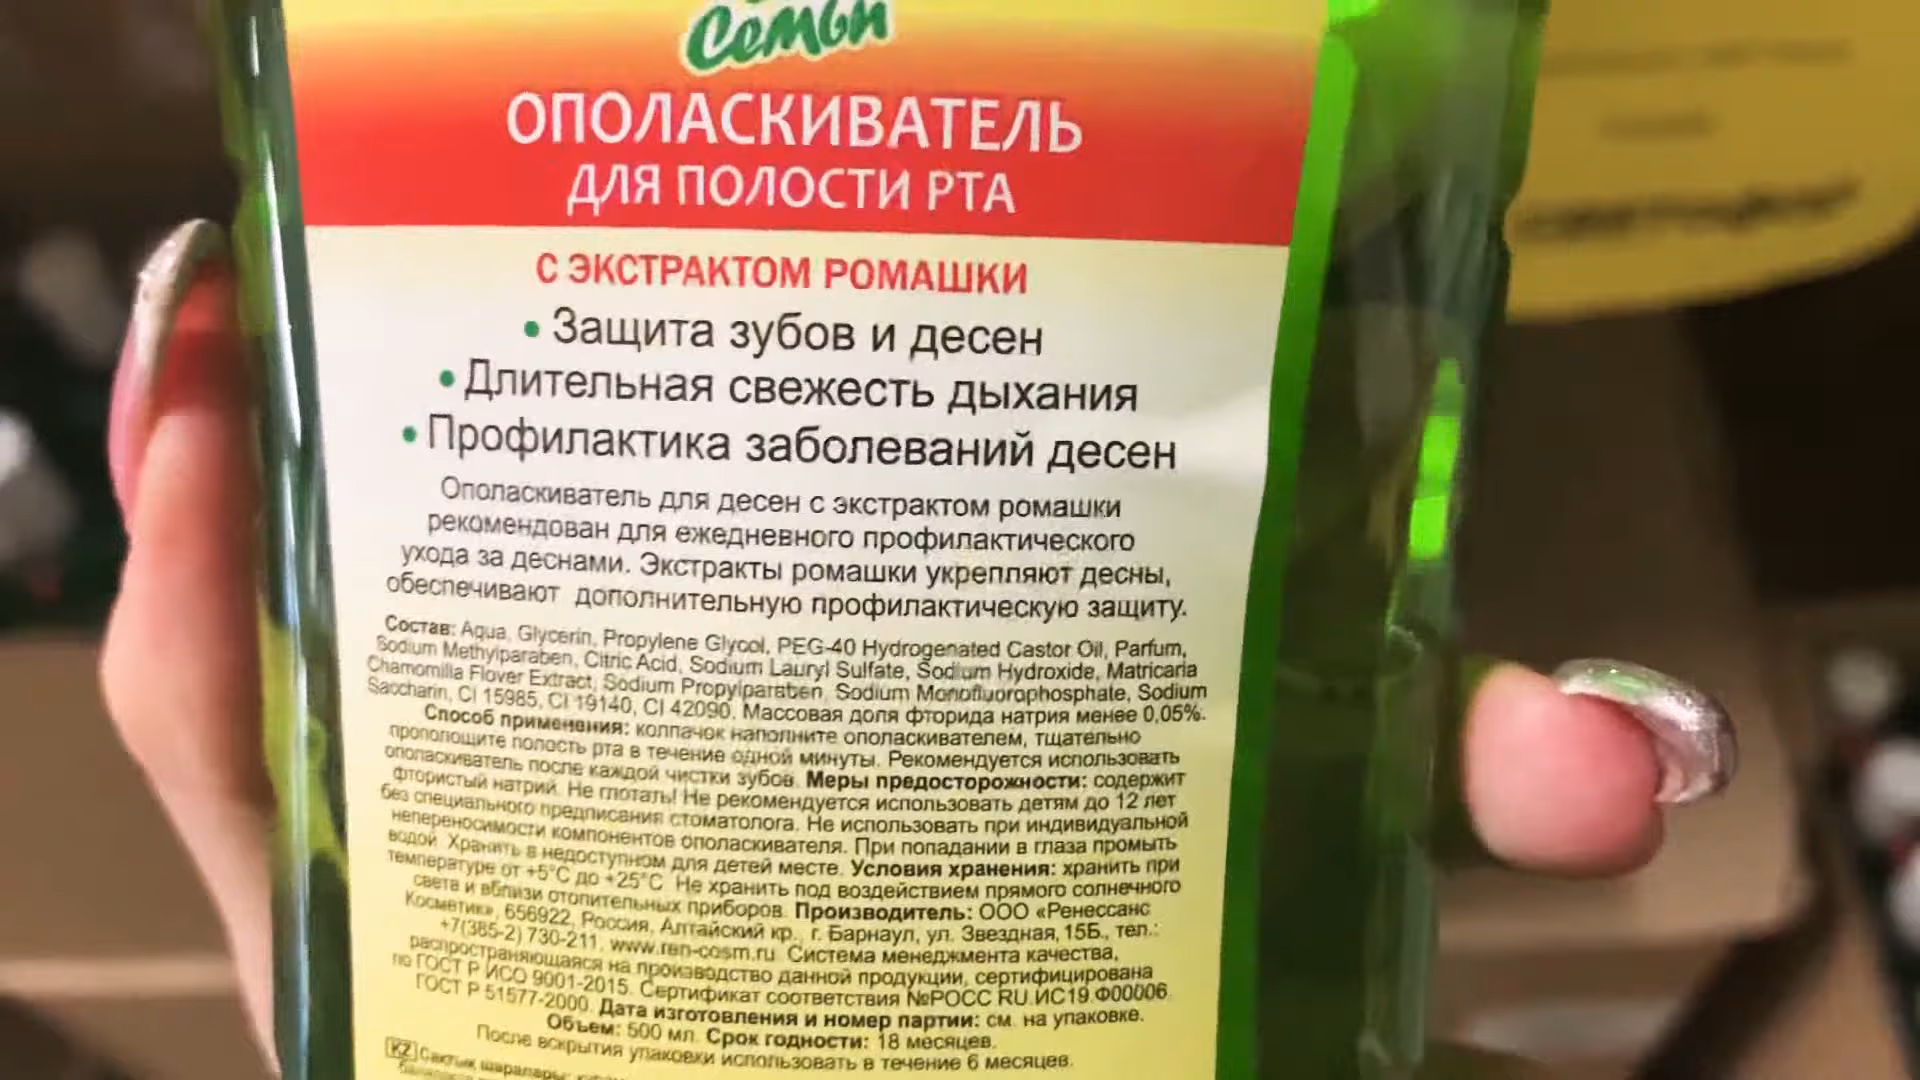 Семьи
ОПОЛАСКИВАТЕЛЬ
ДЛЯ ПОЛОСТИ РТА
С ЭКСТРАКТОМ РОМАШКИ
• Защита зубов и десен
• Длительная свежесть дыхания
• Профилактика заболеваний десен
Ополаскиватель для десен с экстрактом ромашки
рекомендован для ежедневного профилактического
ухода за деснами. Экстракты ромашки укрепляют десны,
обеспечивают дополнительную профилактическую защиту.
Состав: Aqua, Glycerin, Propylene Glycol, PEG-40 Hydrogenated Castor Oil, Parfum,
Sodium Methylparaben, Citric Acid, Sodium Lauryl Sulfate, Sodium Hydroxide, Matricaria
Chamomilla Flover Extract, Sodium Propylparaben, Sodium Monofluorophosphate, Sodium
Saccharin, CI 15985, CI 19140, CI 42090. Массовая доля фторида натрия менее 0,05%.
Способ применения: колпачок наполните ополаскивателем, тщательно
прополощите полость рта в течение одной минуты. Рекомендуется использовать
ополаскиватель после каждой чистки зубов. Меры предосторожности: содержит
фтористый натрий. Не глотать! Не рекомендуется использовать детям до 12 лет
без специального предписания стоматолога. Не использовать при индивидуальной
непереносимости компонентов ополаскивателя. При попадании в глаза промыть
водой. Хранить в недоступном для детей месте. Условия хранения: хранить при
температуре от +5°С до +25°С. Не хранить под воздействием прямого солнечного
света и вблизи отопительных приборов. Производитель: ООО «Ренессанс
Косметик», 656922, Россия, Алтайский кр., г. Барнаул, ул. Звездная, 15Б, тел.:
+7(385-2) 730-211, www.ren-cosm.ru. Система менеджмента качества,
распространяющаяся на производство данной продукции, сертифицирована
по ГОСТ Р ИСО 9001-2015. Сертификат соответствия №РОСС RU.ИС19.Ф00006.
ГОСТ Р 51577-2000. Дата изготовления и номер партии: см. на упаковке.
Объем: 500 мл. Срок годности: 18 месяцев.
После вскрытия упаковки использовать в течение 6 месяцев.
KZ Сақтық шаралары: